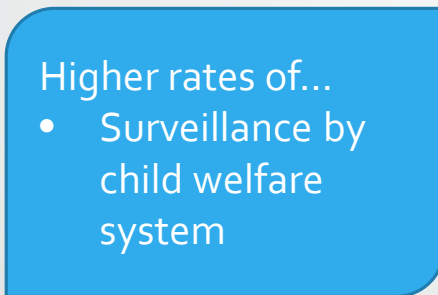 Higher rates of...
• Surveillance by
child welfare
system